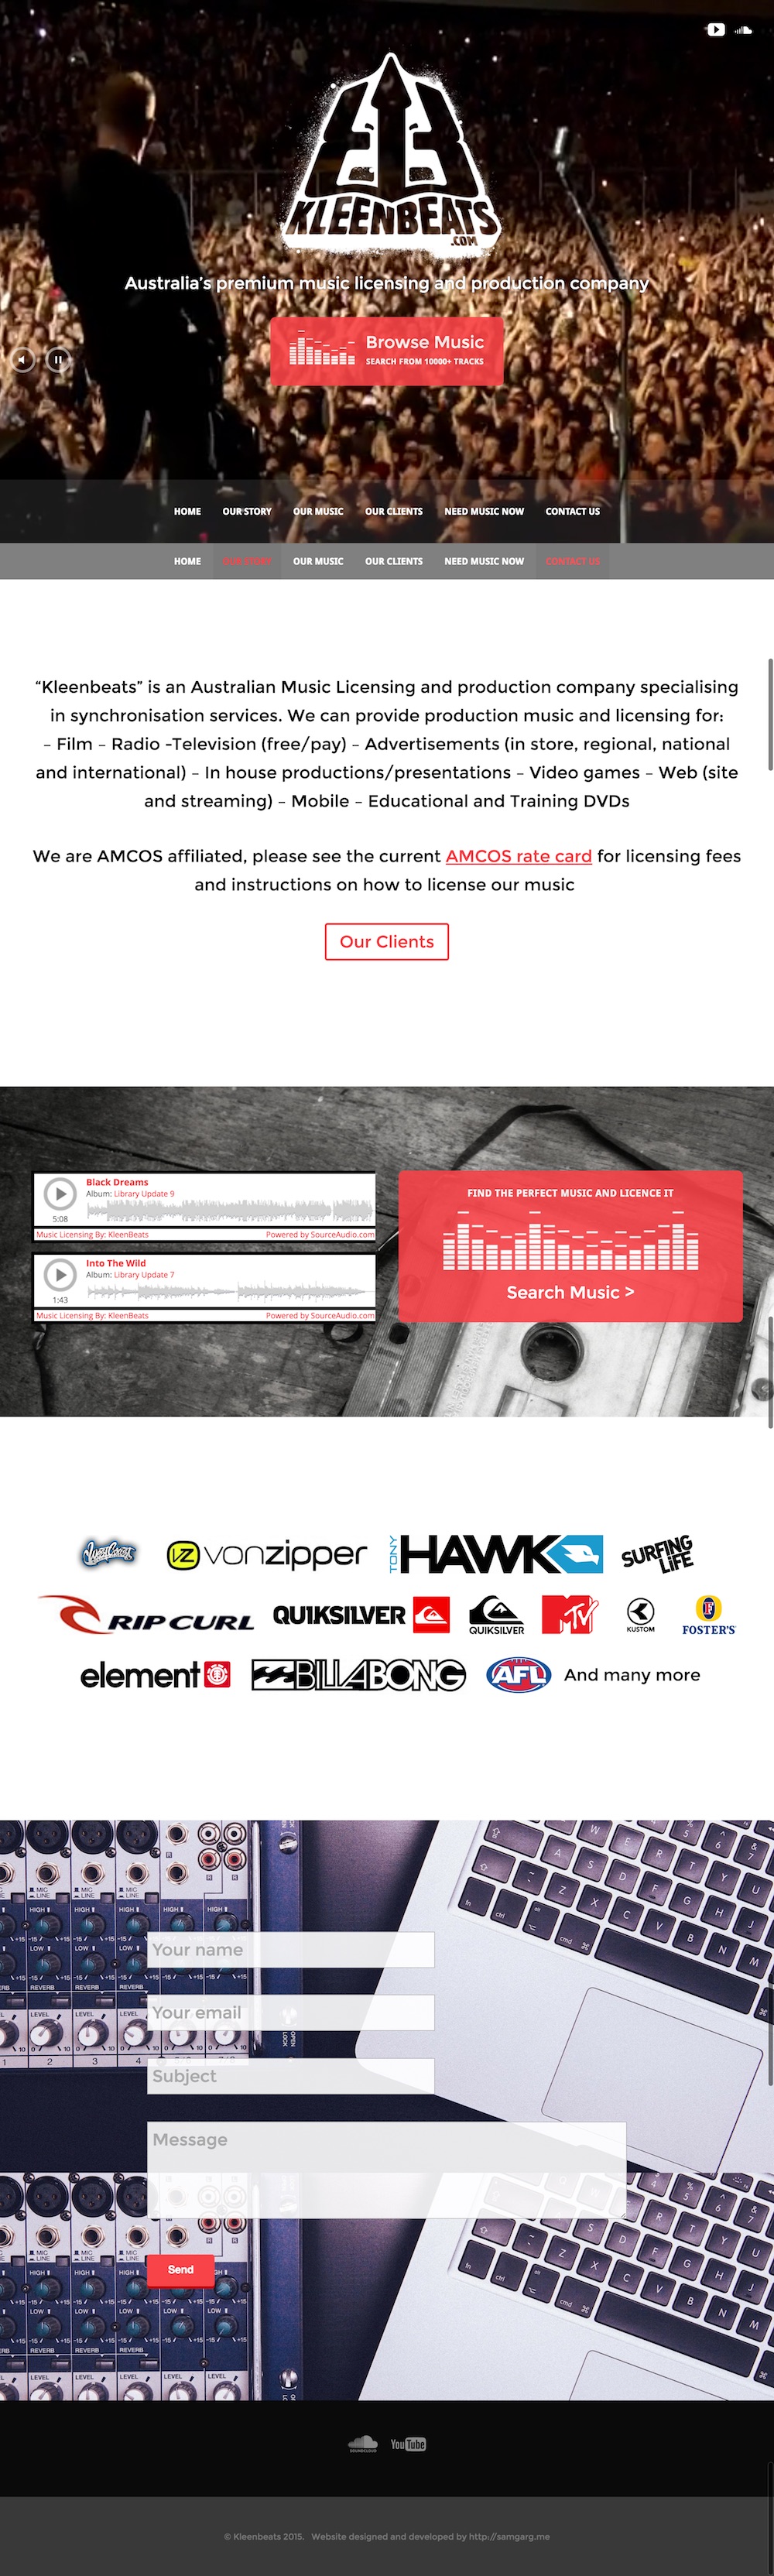 KLEENBEATS
.COM
Australia's premium music licensing and production company
Browse Music
SEARCH FROM 10000+ TRACKS
HOME OUR STORY OUR MUSIC OUR CLIENTS NEED MUSIC NOW CONTACT US
HOME OUR STORY OUR MUSIC OUR CLIENTS NEED MUSIC NOW CONTACT US
“Kleenbeats” is an Australian Music Licensing and production company specialising
in synchronisation services. We can provide production music and licensing for:
– Film – Radio -Television (free/pay) – Advertisements (in store, regional, national
and international) – In house productions/presentations – Video games – Web (site
and streaming) – Mobile – Educational and Training DVDs
We are AMCOS affiliated, please see the current AMCOS rate card for licensing fees
and instructions on how to license our music
Our Clients
Black Dreams
Album: Library Update 9
5:08
Music Licensing By: KleenBeats Powered by SourceAudio.com
Into The Wild
Album: Library Update 7
1:43
Music Licensing By: KleenBeats Powered by SourceAudio.com
FIND THE PERFECT MUSIC AND LICENCE IT
Search Music >
West Coast VZ vonzipper TONY HAWK SURFING LIFE
RIP CURL QUIKSILVER QUIKSILVER MTV KUSTOM F FOSTER'S
element BILLABONG AFL And many more
Your name
Your email
Subject
Message
Send
SOUNDCLOUD YouTube
© Kleenbeats 2015. Website designed and developed by http://samgarg.me